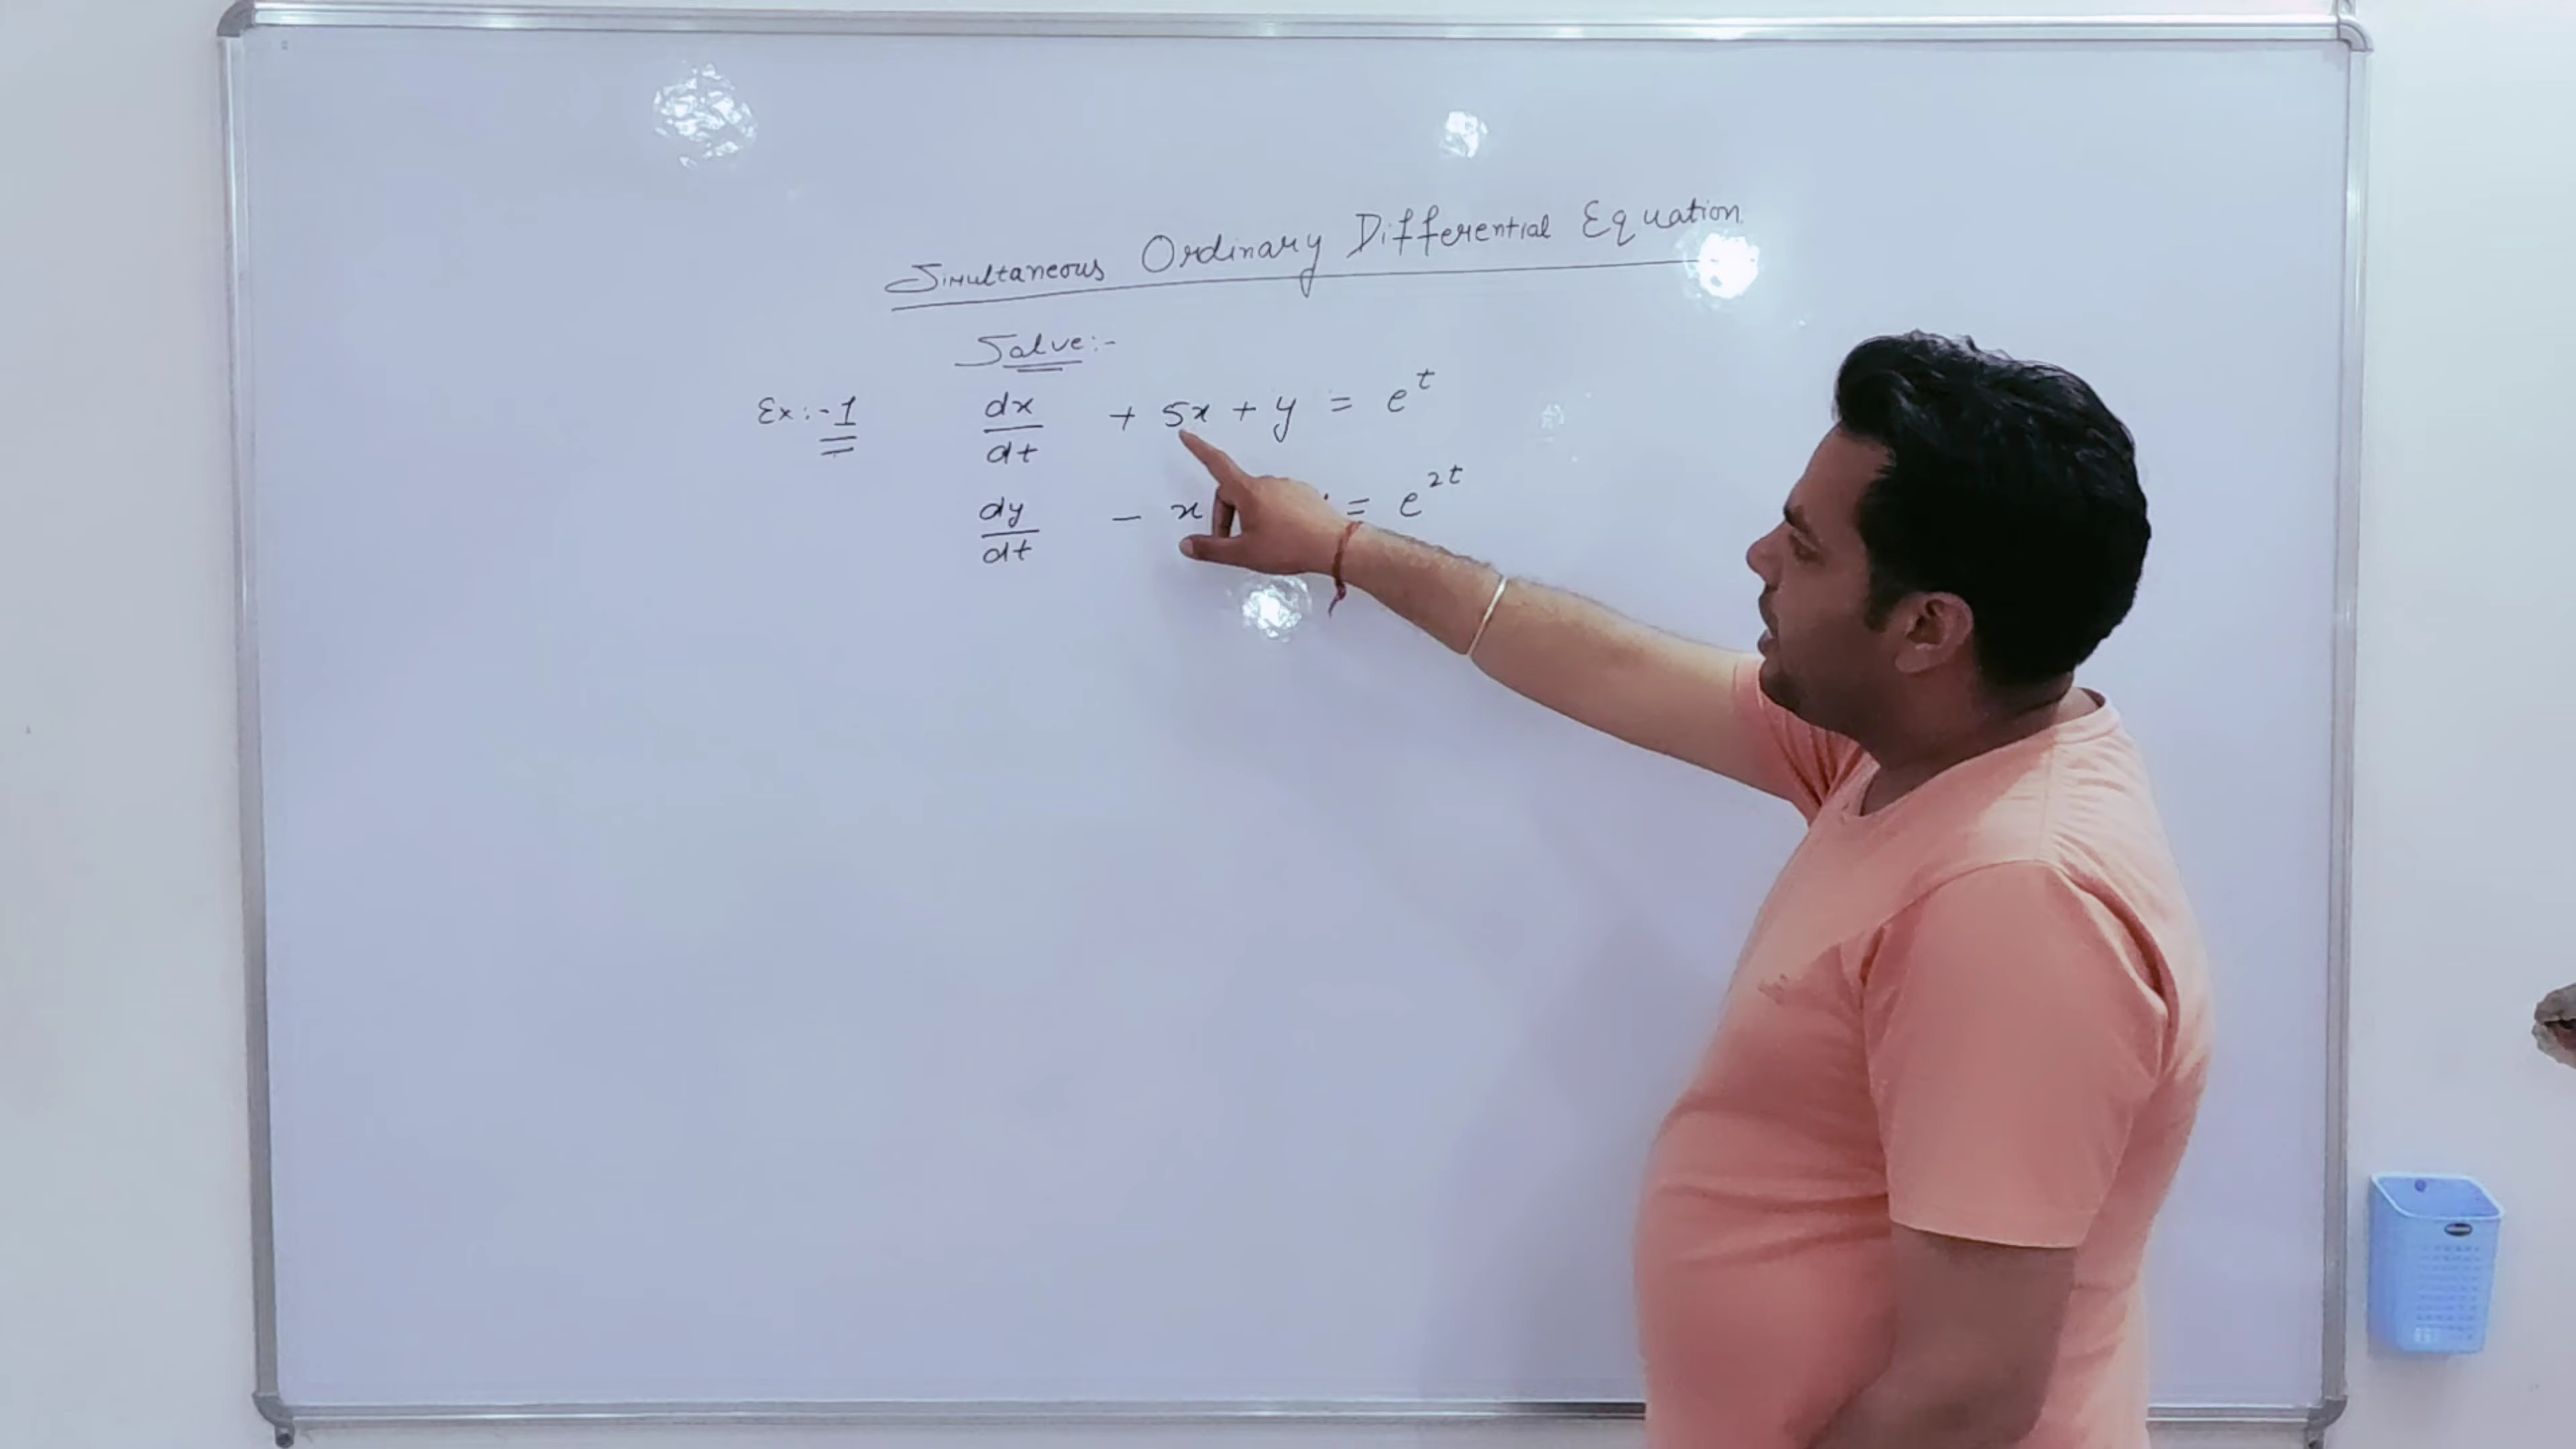 Simultaneous Ordinary Differential Equation
Solve:-
Ex:-1 dx/dt + 5x + y = e^t
dy/dt - x = e^2t